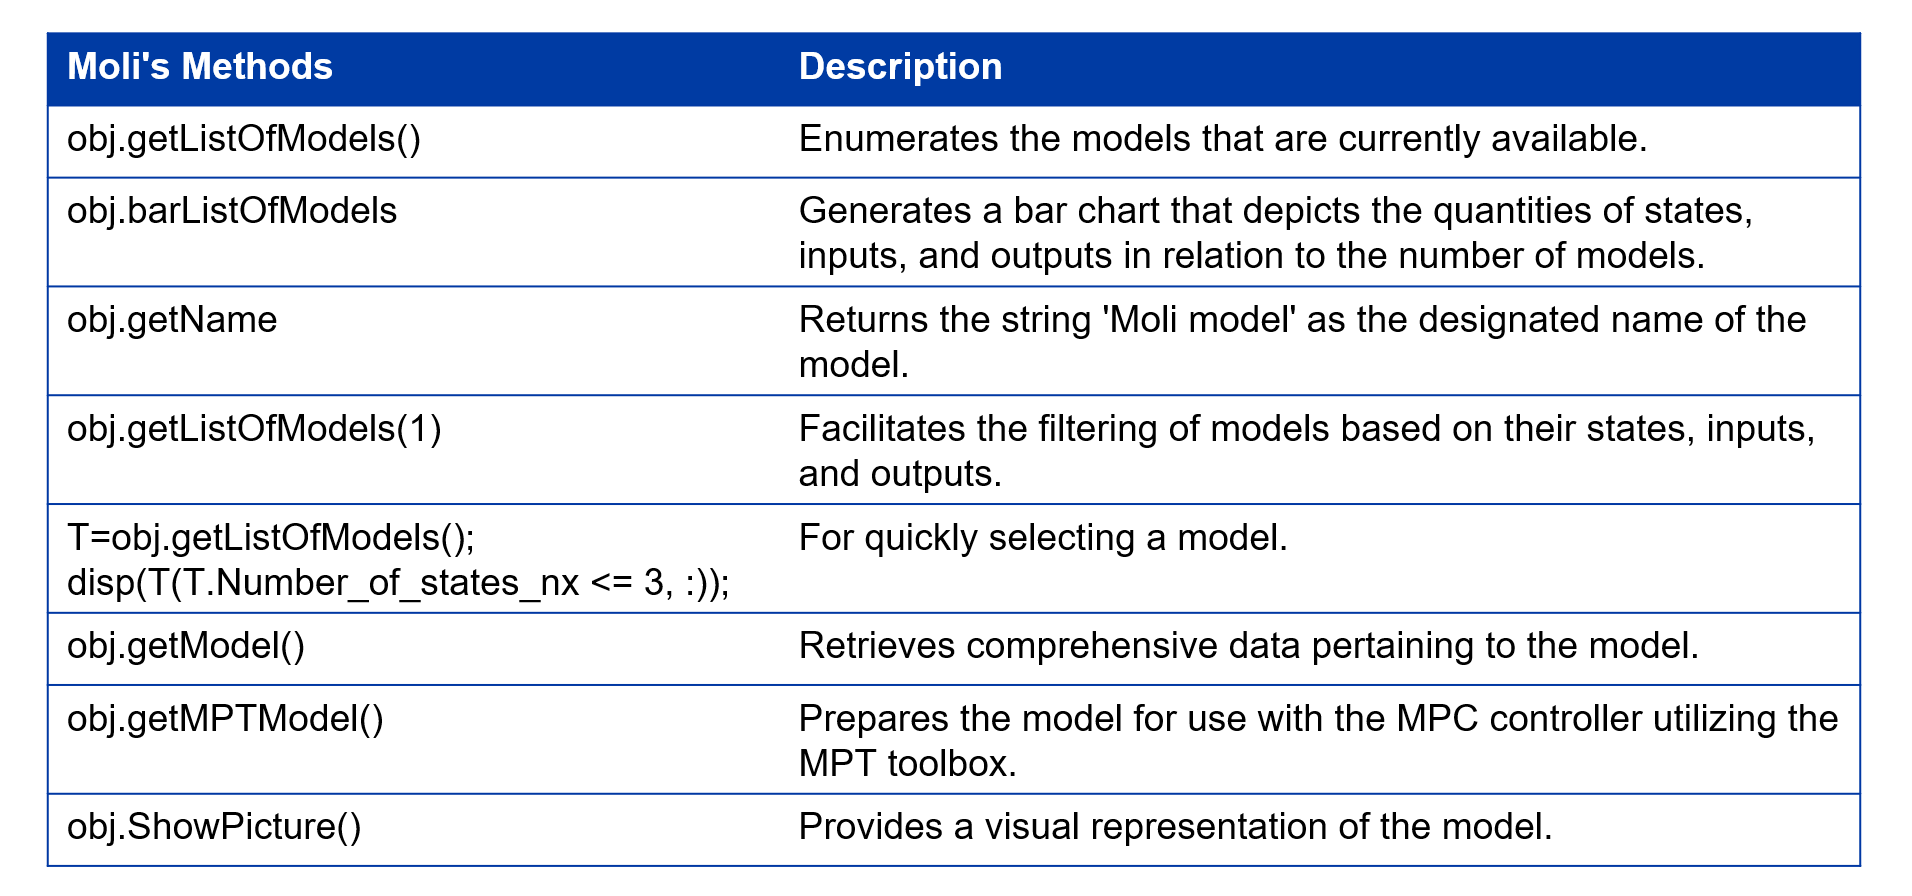 Moli's Methods Description
obj.getListOfModels() Enumerates the models that are currently available.
obj.barListOfModels Generates a bar chart that depicts the quantities of states,
inputs, and outputs in relation to the number of models.
obj.getName Returns the string 'Moli model' as the designated name of the
model.
obj.getListOfModels(1) Facilitates the filtering of models based on their states, inputs,
and outputs.
T=obj.getListOfModels(); For quickly selecting a model.
disp(T(T.Number_of_states_nx <= 3, :));
obj.getModel() Retrieves comprehensive data pertaining to the model.
obj.getMPTModel() Prepares the model for use with the MPC controller utilizing the
MPT toolbox.
obj.ShowPicture() Provides a visual representation of the model.